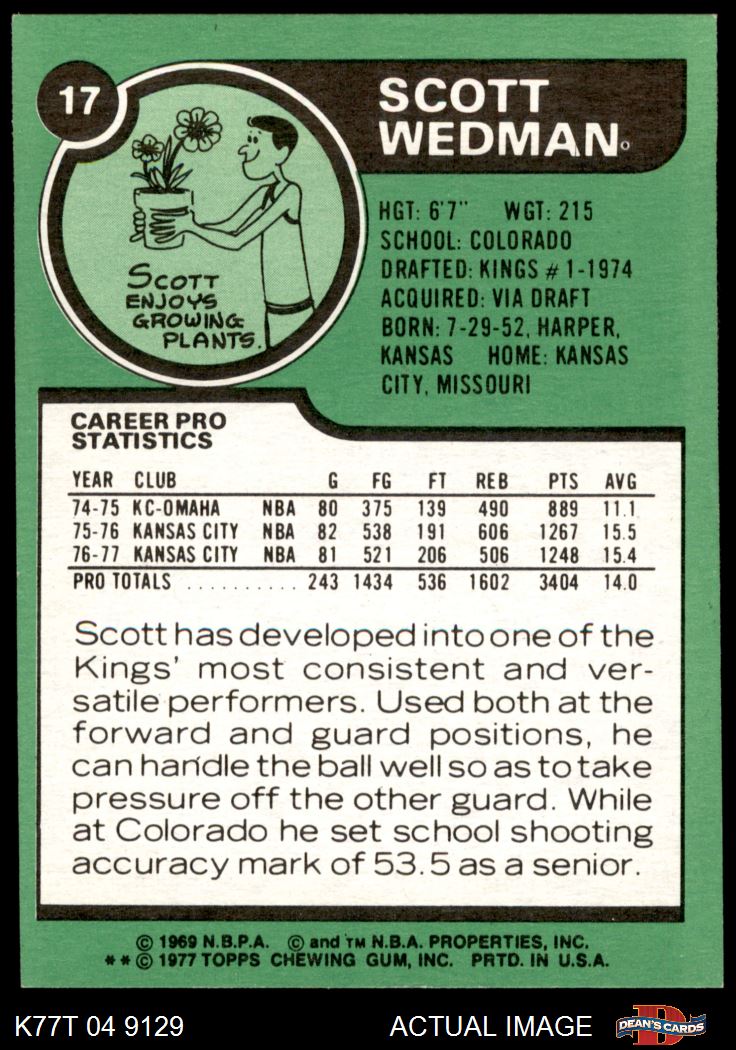 17
SCOTT
WEDMAN
SCOTT
ENJOYS
GROWING
PLANTS.
HGT: 6'7" WGT: 215
SCHOOL: COLORADO
DRAFTED: KINGS #1-1974
ACQUIRED: VIA DRAFT
BORN: 7-29-52, HARPER,
KANSAS HOME: KANSAS
CITY, MISSOURI
CAREER PRO
STATISTICS
YEAR CLUB G FG FT REB PTS AVG
74-75 KC-OMAHA NBA 80 375 139 490 889 11.1
75-76 KANSAS CITY NBA 82 538 191 606 1267 15.5
76-77 KANSAS CITY NBA 81 521 206 506 1248 15.4
PRO TOTALS .......... 243 1434 536 1602 3404 14.0
Scott has developed into one of the
Kings' most consistent and ver-
satile performers. Used both at the
forward and guard positions, he
can handle the ball well so as to take
pressure off the other guard. While
at Colorado he set school shooting
accuracy mark of 53.5 as a senior.
© 1969 N.B.P.A. © and TM N.B.A. PROPERTIES, INC.
**© 1977 TOPPS CHEWING GUM, INC. PRTD. IN U.S.A.
K77T 04 9129 ACTUAL IMAGE DEAN'S CARDS